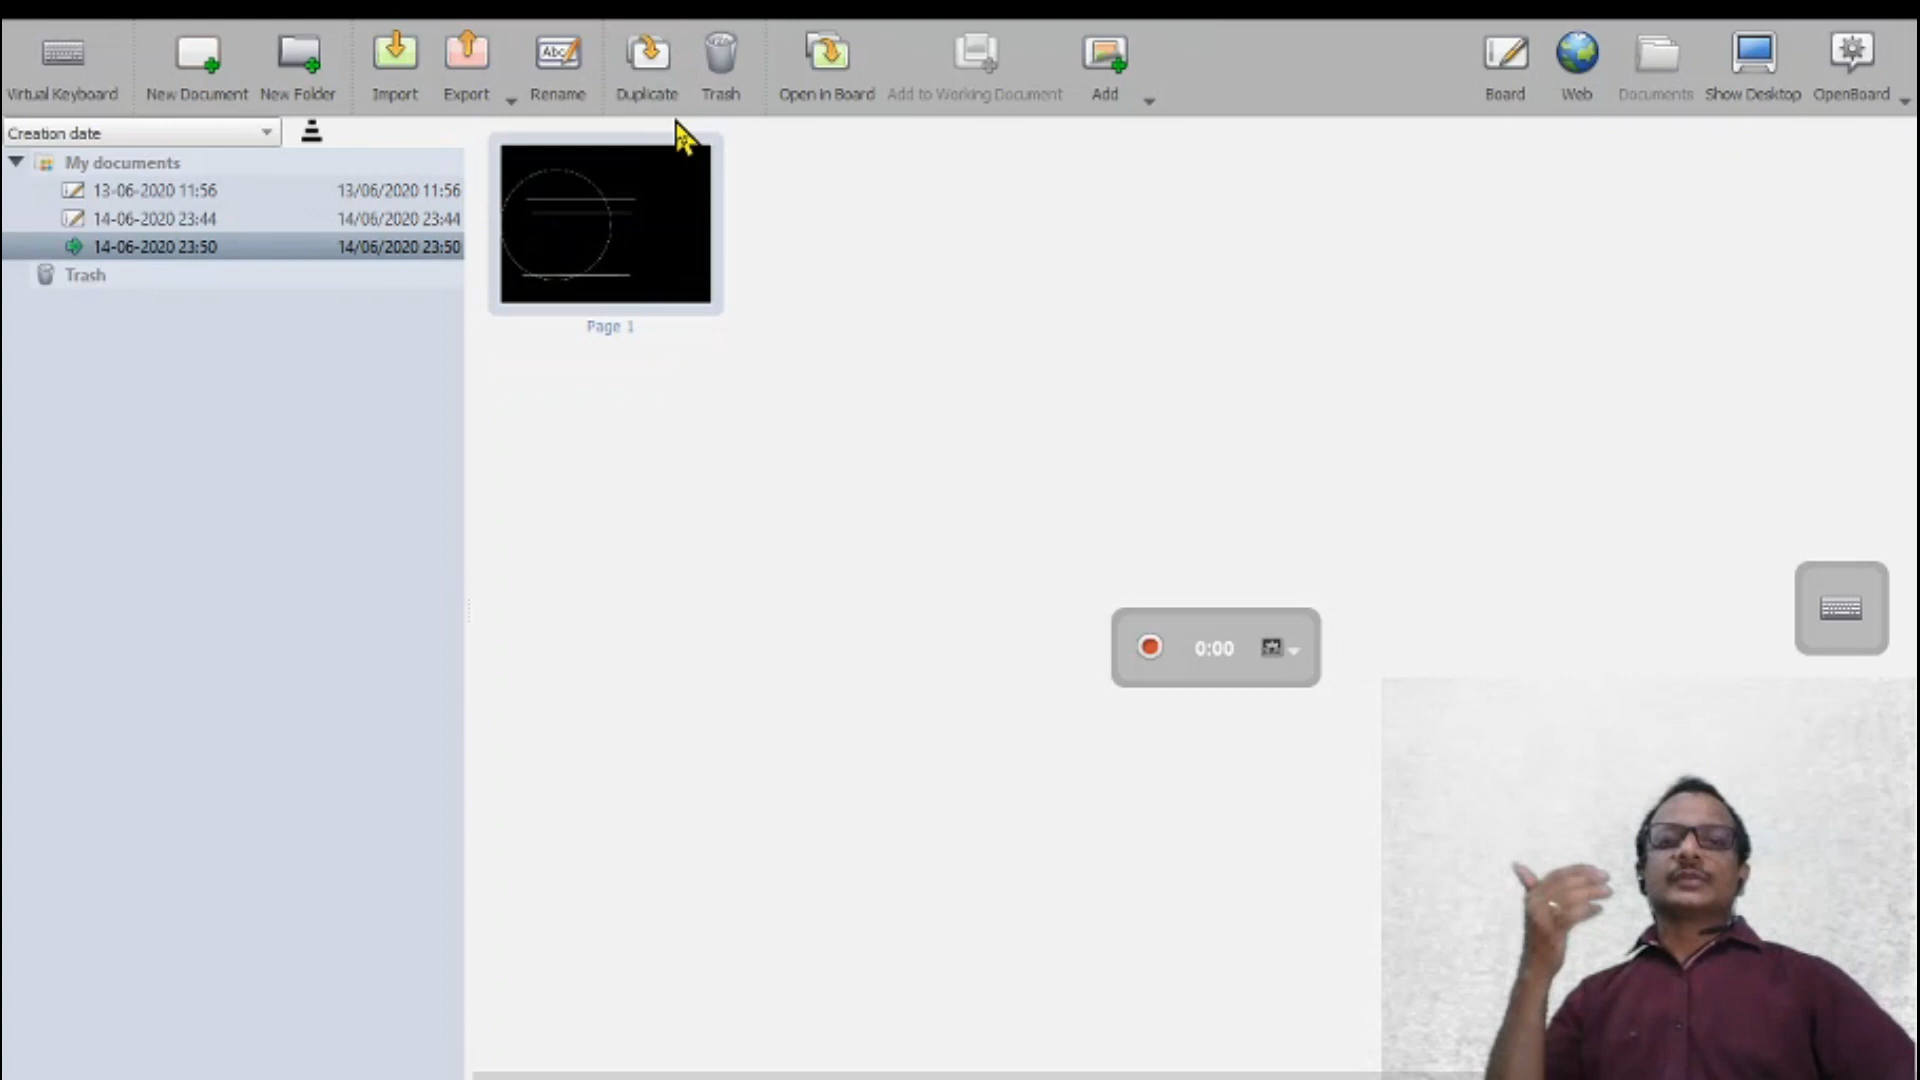 Virtual Keyboard
New Document
New Folder
Import
Export
Rename
Duplicate
Trash
Open in Board
Add to Working Document
Add
Board
Web
Documents
Show Desktop
OpenBoard
Creation date
My documents
13-06-2020 11:56 13/06/2020 11:56
14-06-2020 23:44 14/06/2020 23:44
14-06-2020 23:50 14/06/2020 23:50
Trash
Page 1
0:00